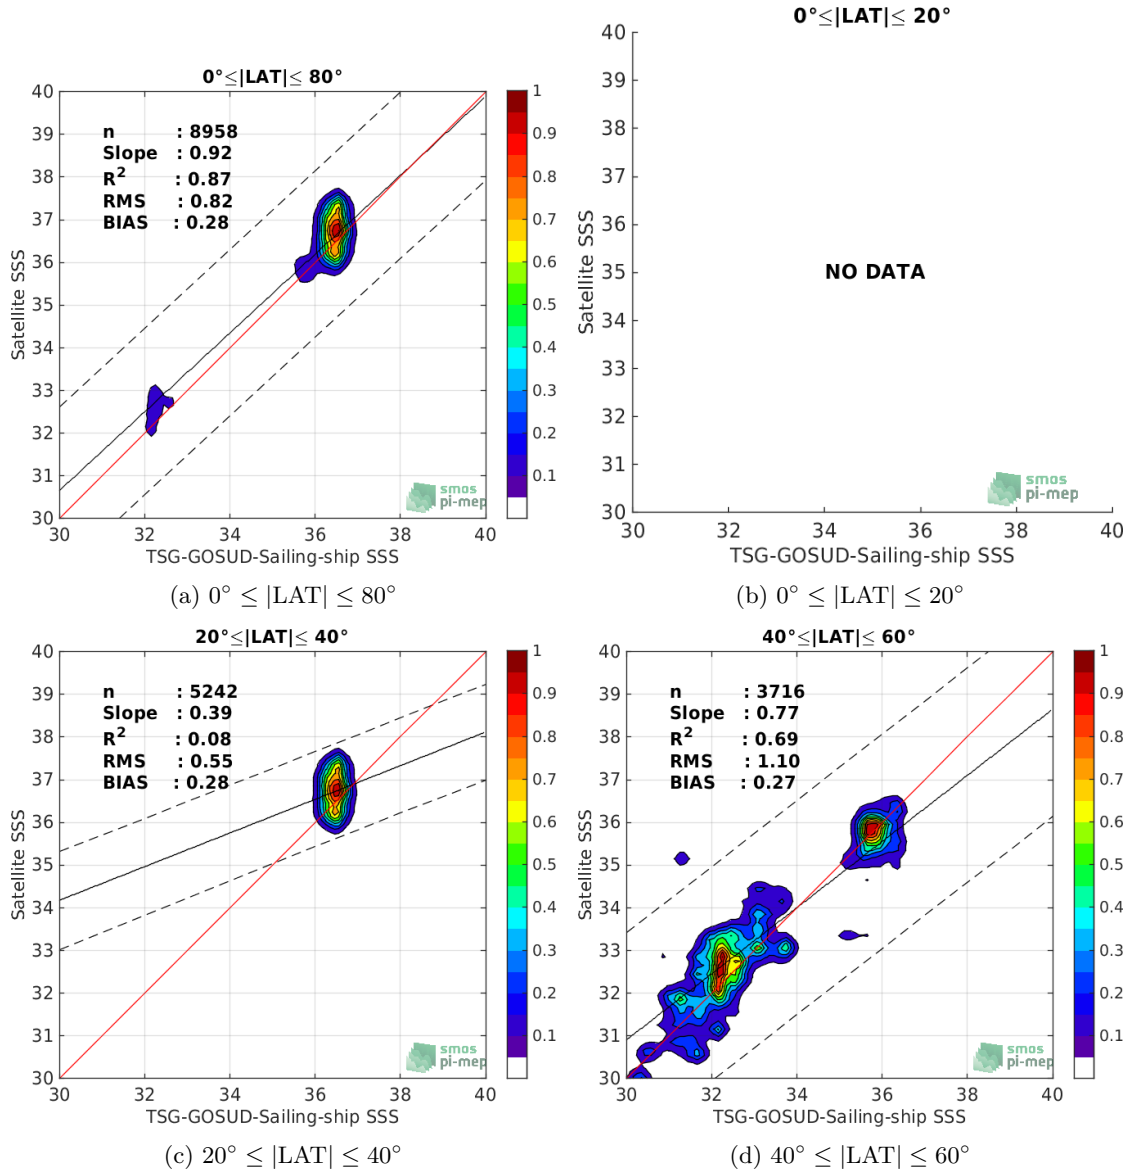 0°≤|LAT|≤ 80°
n : 8958
Slope : 0.92
R² : 0.87
RMS : 0.82
BIAS : 0.28
40
39
38
37
36
35
34
33
32
31
30
30 32 34 36 38 40
Satellite SSS
TSG-GOSUD-Sailing-ship SSS
1
0.9
0.8
0.7
0.6
0.5
0.4
0.3
0.2
0.1
smos
pi-mep
(a) 0° ≤ |LAT| ≤ 80°
0°≤|LAT|≤ 20°
NO DATA
40
39
38
37
36
35
34
33
32
31
30
30 32 34 36 38 40
Satellite SSS
TSG-GOSUD-Sailing-ship SSS
smos
pi-mep
(b) 0° ≤ |LAT| ≤ 20°
20°≤|LAT|≤ 40°
n : 5242
Slope : 0.39
R² : 0.08
RMS : 0.55
BIAS : 0.28
40
39
38
37
36
35
34
33
32
31
30
30 32 34 36 38 40
Satellite SSS
TSG-GOSUD-Sailing-ship SSS
1
0.9
0.8
0.7
0.6
0.5
0.4
0.3
0.2
0.1
smos
pi-mep
(c) 20° ≤ |LAT| ≤ 40°
40°≤|LAT|≤ 60°
n : 3716
Slope : 0.77
R² : 0.69
RMS : 1.10
BIAS : 0.27
40
39
38
37
36
35
34
33
32
31
30
30 32 34 36 38 40
Satellite SSS
TSG-GOSUD-Sailing-ship SSS
1
0.9
0.8
0.7
0.6
0.5
0.4
0.3
0.2
0.1
smos
pi-mep
(d) 40° ≤ |LAT| ≤ 60°